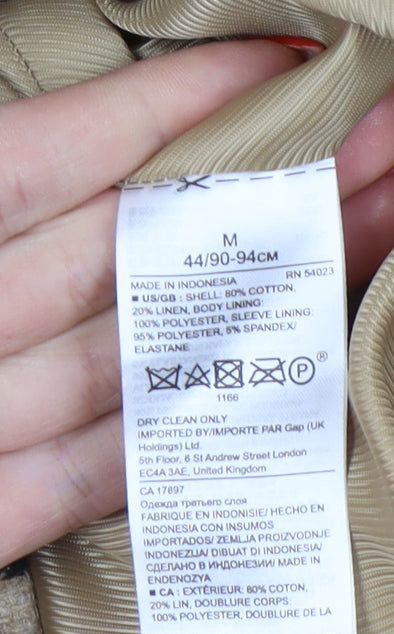 M
44/90-94см
MADE IN INDONESIA RN 54023
■ US/GB : SHELL: 80% COTTON,
20% LINEN, BODY LINING:
100% POLYESTER, SLEEVE LINING:
95% POLYESTER, 5% SPANDEX/
ELASTANE
P ®
1166
DRY CLEAN ONLY
IMPORTED BY/IMPORTE PAR Gap (UK
Holdings) Ltd.
5th Floor, 6 St Andrew Street London
EC4A 3AE, United Kingdom
CA 17897
Одежда третьего слоя
FABRIQUE EN INDONISIE/ HECHO EN
INDONESIA CON INSUMOS
IMPORTADOS/ ZEMLJA PROIZVODNJE
INDONEZIJA/ DIBUAT DI INDONESIA/
СДЕЛАНО В ИНДОНЕЗИИ/ MADE IN
ENDENOZYA
■ CA : EXTÉRIEUR: 80% COTON,
20% LIN, DOUBLURE CORPS:
100% POLYESTER, DOUBLURE DE LA